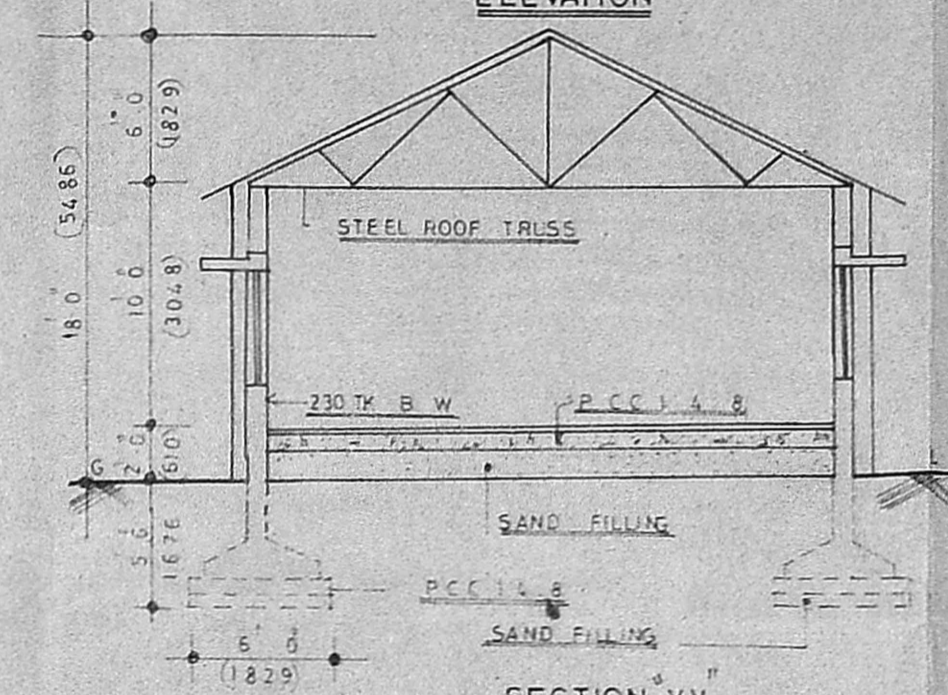 ELEVATION
6' 0"
(1829)
(5486)
18' 0"
STEEL ROOF TRUSS
10' 0"
(3048)
230 TK B W
P C C 1 4 8
2' 0"
(610)
G
SAND FILLING
5' 6"
1676
P C C 1 4 8
SAND FILLING
6' 0"
(1829)
SECTION "YY"